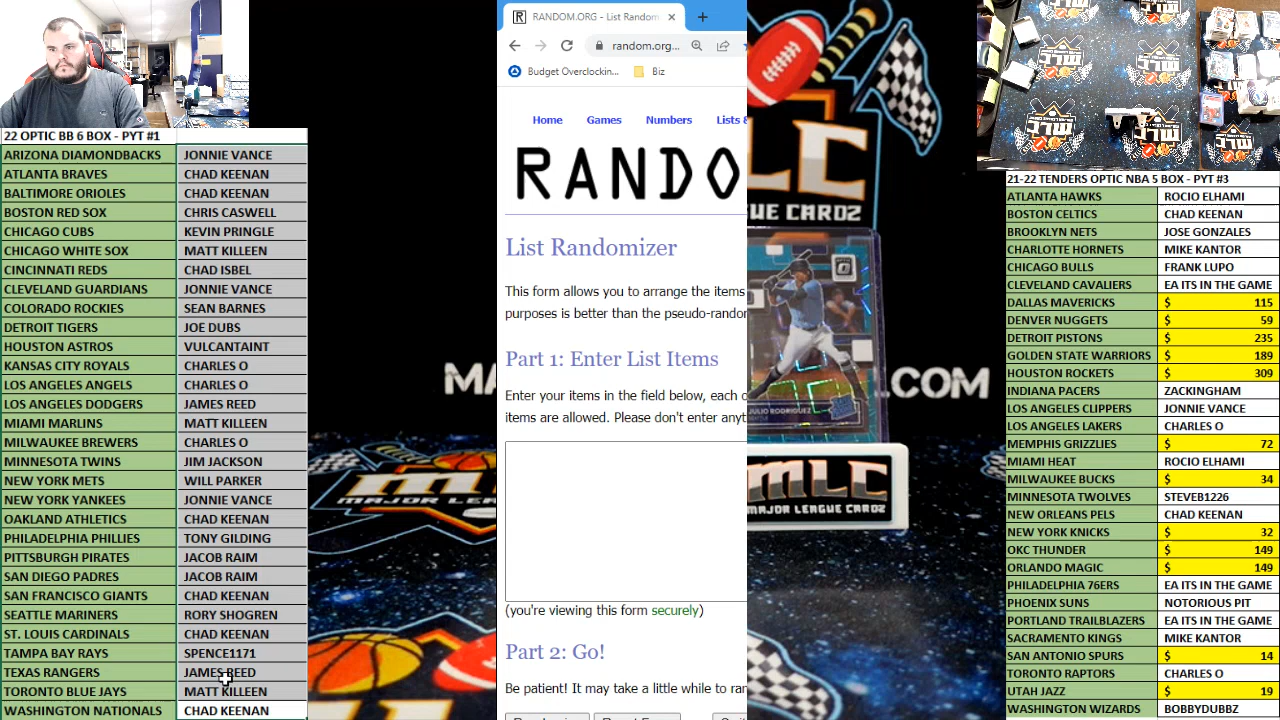 22 OPTIC BB 6 BOX - PYT #1
ARIZONA DIAMONDBACKS JONNIE VANCE
ATLANTA BRAVES CHAD KEENAN
BALTIMORE ORIOLES CHAD KEENAN
BOSTON RED SOX CHRIS CASWELL
CHICAGO CUBS KEVIN PRINGLE
CHICAGO WHITE SOX MATT KILLEEN
CINCINNATI REDS CHAD ISBEL
CLEVELAND GUARDIANS JONNIE VANCE
COLORADO ROCKIES SEAN BARNES
DETROIT TIGERS JOE DUBS
HOUSTON ASTROS VULCANTAINT
KANSAS CITY ROYALS CHARLES O
LOS ANGELES ANGELS CHARLES O
LOS ANGELES DODGERS JAMES REED
MIAMI MARLINS MATT KILLEEN
MILWAUKEE BREWERS CHARLES O
MINNESOTA TWINS JIM JACKSON
NEW YORK METS WILL PARKER
NEW YORK YANKEES JONNIE VANCE
OAKLAND ATHLETICS CHAD KEENAN
PHILADELPHIA PHILLIES TONY GILDING
PITTSBURGH PIRATES JACOB RAIM
SAN DIEGO PADRES JACOB RAIM
SAN FRANCISCO GIANTS CHAD KEENAN
SEATTLE MARINERS RORY SHOGREN
ST. LOUIS CARDINALS CHAD KEENAN
TAMPA BAY RAYS SPENCE1171
TEXAS RANGERS JAMES REED
TORONTO BLUE JAYS MATT KILLEEN
WASHINGTON NATIONALS CHAD KEENAN
MA
MAJOR LEAGUE CARDZ
RANDOM.ORG - List Random
random.org...
Budget Overclockin... Biz
Home Games Numbers Lists &
RANDO
List Randomizer
This form allows you to arrange the items
purposes is better than the pseudo-random
Part 1: Enter List Items
Enter your items in the field below, each o
items are allowed. Please don't enter anyt
(you're viewing this form securely)
Part 2: Go!
Be patient! It may take a little while to ran
LC
UE CARDZ
.COM
JULIO RODRIGUEZ
MLC
MAJOR LEAGUE CARDZ
MLC
21-22 TENDERS OPTIC NBA 5 BOX - PYT #3
ATLANTA HAWKS ROCIO ELHAMI
BOSTON CELTICS CHAD KEENAN
BROOKLYN NETS JOSE GONZALES
CHARLOTTE HORNETS MIKE KANTOR
CHICAGO BULLS FRANK LUPO
CLEVELAND CAVALIERS EA ITS IN THE GAME
DALLAS MAVERICKS $ 115
DENVER NUGGETS $ 59
DETROIT PISTONS $ 235
GOLDEN STATE WARRIORS $ 189
HOUSTON ROCKETS $ 309
INDIANA PACERS ZACKINGHAM
LOS ANGELES CLIPPERS JONNIE VANCE
LOS ANGELES LAKERS CHARLES O
MEMPHIS GRIZZLIES $ 72
MIAMI HEAT ROCIO ELHAMI
MILWAUKEE BUCKS $ 34
MINNESOTA TWOLVES STEVEB1226
NEW ORLEANS PELS CHAD KEENAN
NEW YORK KNICKS $ 32
OKC THUNDER $ 149
ORLANDO MAGIC $ 149
PHILADELPHIA 76ERS EA ITS IN THE GAME
PHOENIX SUNS NOTORIOUS PIT
PORTLAND TRAILBLAZERS EA ITS IN THE GAME
SACRAMENTO KINGS MIKE KANTOR
SAN ANTONIO SPURS $ 14
TORONTO RAPTORS CHARLES O
UTAH JAZZ $ 19
WASHINGTON WIZARDS BOBBYDUBBZ